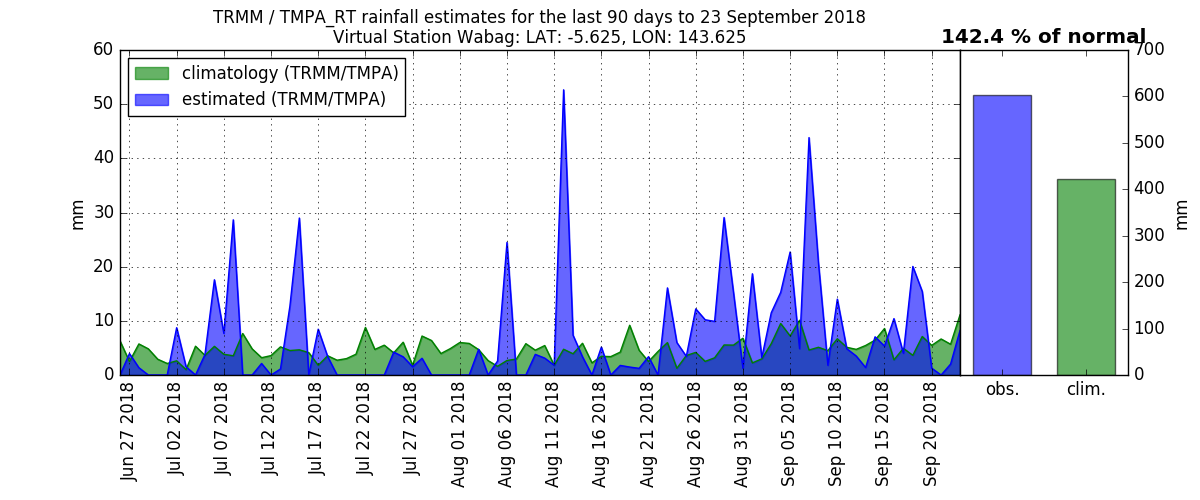 TRMM / TMPA_RT rainfall estimates for the last 90 days to 23 September 2018
Virtual Station Wabag: LAT: -5.625, LON: 143.625
142.4 % of normal
climatology (TRMM/TMPA)
estimated (TRMM/TMPA)
60
50
40
30
20
10
0
mm
Jun 27 2018
Jul 02 2018
Jul 07 2018
Jul 12 2018
Jul 17 2018
Jul 22 2018
Jul 27 2018
Aug 01 2018
Aug 06 2018
Aug 11 2018
Aug 16 2018
Aug 21 2018
Aug 26 2018
Aug 31 2018
Sep 05 2018
Sep 10 2018
Sep 15 2018
Sep 20 2018
obs.
clim.
700
600
500
400
300
200
100
0
mm